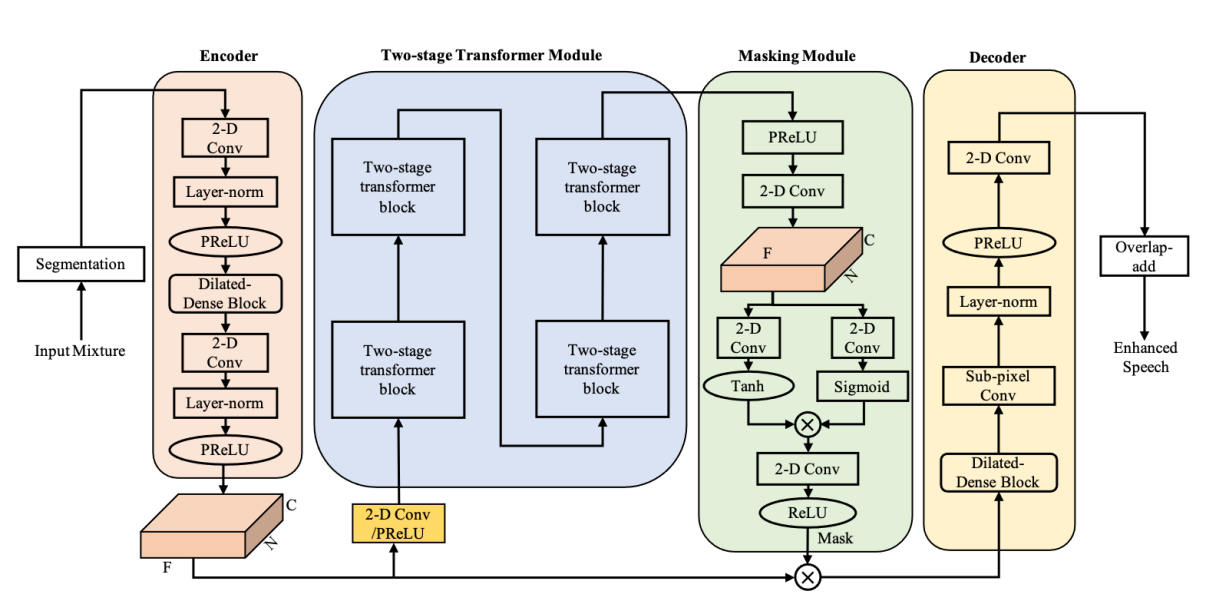 Encoder
Two-stage Transformer Module
Masking Module
Decoder
Segmentation
Input Mixture
2-D
Conv
Layer-norm
PReLU
Dilated-
Dense Block
2-D
Conv
Layer-norm
PReLU
C
N
F
Two-stage
transformer
block
Two-stage
transformer
block
2-D Conv
/PReLU
Two-stage
transformer
block
Two-stage
transformer
block
PReLU
2-D Conv
F
C
N
2-D
Conv
Tanh
2-D
Conv
Sigmoid
2-D Conv
ReLU
Mask
2-D Conv
PReLU
Layer-norm
Sub-pixel
Conv
Dilated-
Dense Block
Overlap-
add
Enhanced
Speech